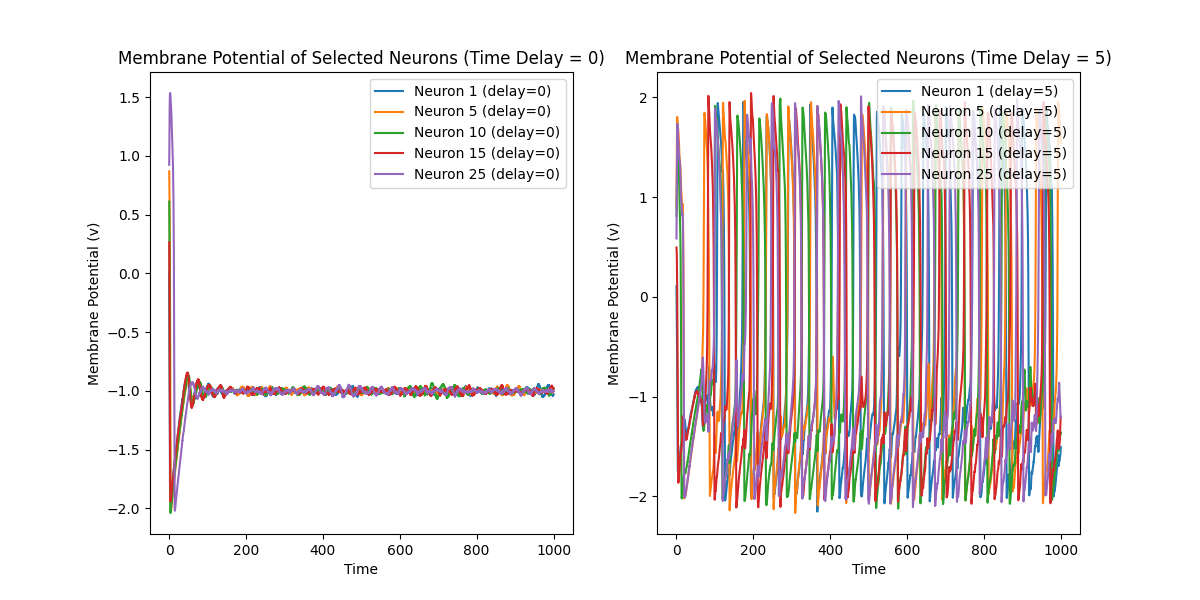 Membrane Potential of Selected Neurons (Time Delay = 0)
Membrane Potential (v)
1.5
1.0
0.5
0.0
−0.5
−1.0
−1.5
−2.0
Neuron 1 (delay=0)
Neuron 5 (delay=0)
Neuron 10 (delay=0)
Neuron 15 (delay=0)
Neuron 25 (delay=0)
0 200 400 600 800 1000
Time
Membrane Potential of Selected Neurons (Time Delay = 5)
Membrane Potential (v)
2
1
0
−1
−2
Neuron 1 (delay=5)
Neuron 5 (delay=5)
Neuron 10 (delay=5)
Neuron 15 (delay=5)
Neuron 25 (delay=5)
0 200 400 600 800 1000
Time